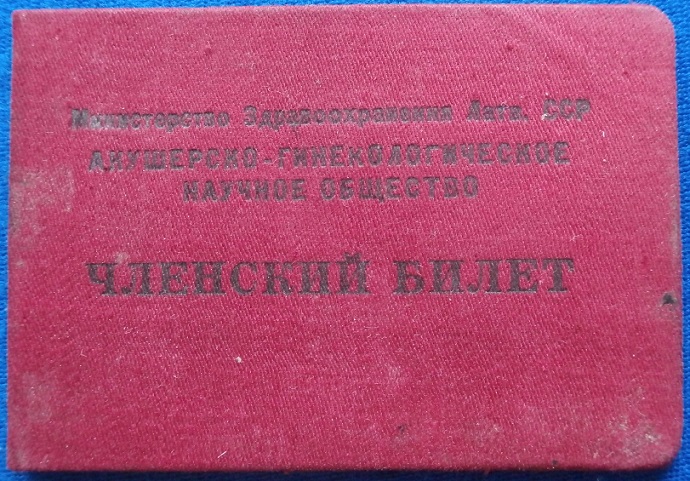 Министерство Здравоохранения Латв. ССР
АКУШЕРСКО-ГИНЕКОЛОГИЧЕСКОЕ
НАУЧНОЕ ОБЩЕСТВО
ЧЛЕНСКИЙ БИЛЕТ